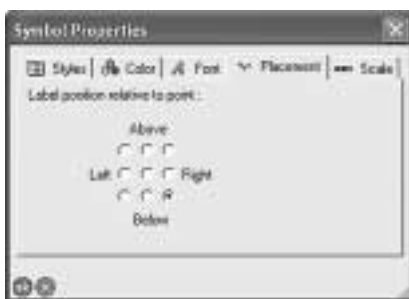 Symbol Properties
Styles Color Font Placement Scale
Label position relative to point:
Above
Left Right
Below